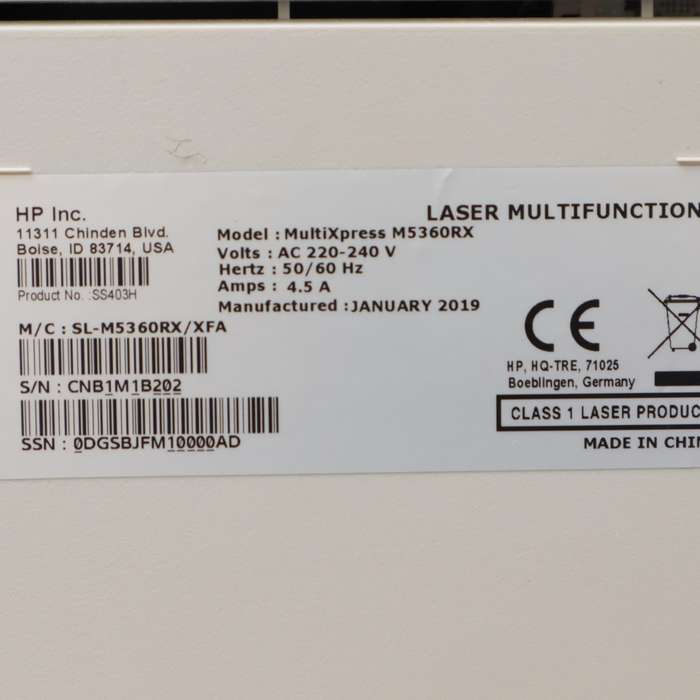 HP Inc.
11311 Chinden Blvd.
Boise, ID 83714, USA
Product No. :SS403H
M/C : SL-M5360RX/XFA
S/N : CNB1M1B202
SSN : 0DGSBJFM10000AD
LASER MULTIFUNCTION
Model : MultiXpress M5360RX
Volts : AC 220-240 V
Hertz : 50/60 Hz
Amps : 4.5 A
Manufactured :JANUARY 2019
CE
HP, HQ-TRE, 71025
Boeblingen, Germany
CLASS 1 LASER PRODUC
MADE IN CHI